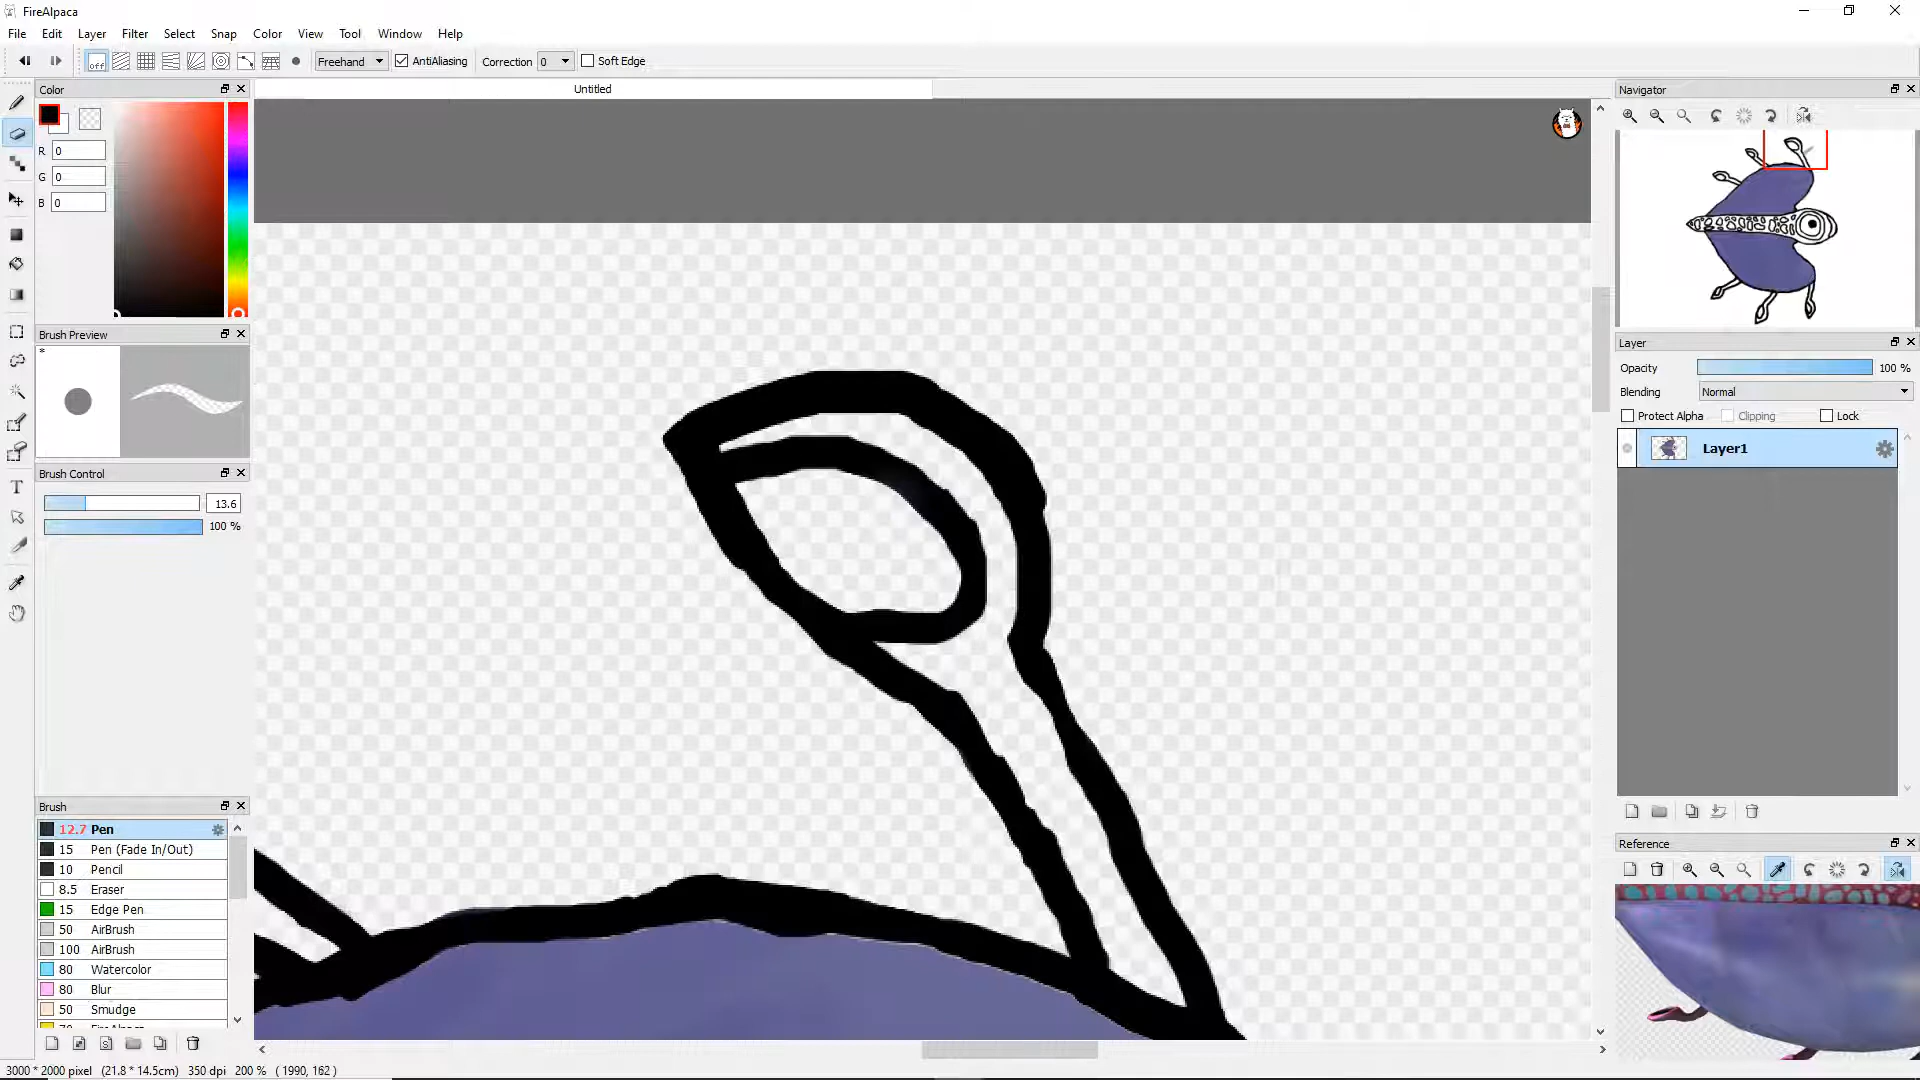 FireAlpaca
File Edit Layer Filter Select Snap Color View Tool Window Help
off Freehand AntiAliasing Correction 0 Soft Edge
Color
Untitled
Navigator
R 0
G 0
B 0
Brush Preview
*
Layer
Opacity 100 %
Blending Normal
Protect Alpha Clipping Lock
Layer1
Brush Control
13.6
100 %
Brush
12.7 Pen
15 Pen (Fade In/Out)
10 Pencil
8.5 Eraser
15 Edge Pen
50 AirBrush
100 AirBrush
80 Watercolor
80 Blur
50 Smudge
Reference
3000 * 2000 pixel (21.8 * 14.5cm) 350 dpi 200 % ( 1990, 162 )